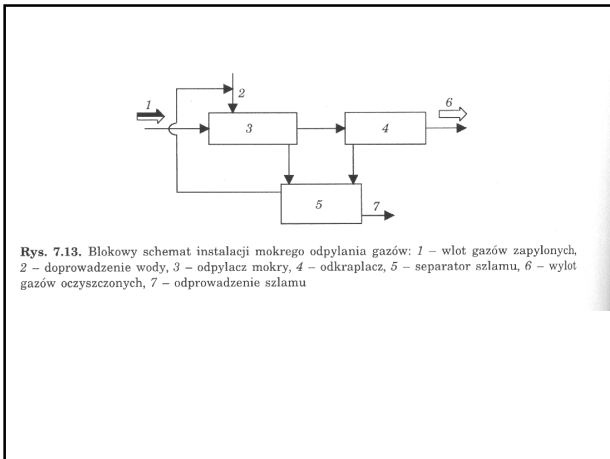 1
2
6
3
4
5
7
Rys. 7.13. Blokowy schemat instalacji mokrego odpylania gazów: 1 – wlot gazów zapylonych,
2 – doprowadzenie wody, 3 – odpylacz mokry, 4 – odkraplacz, 5 – separator szlamu, 6 – wylot
gazów oczyszczonych, 7 – odprowadzenie szlamu